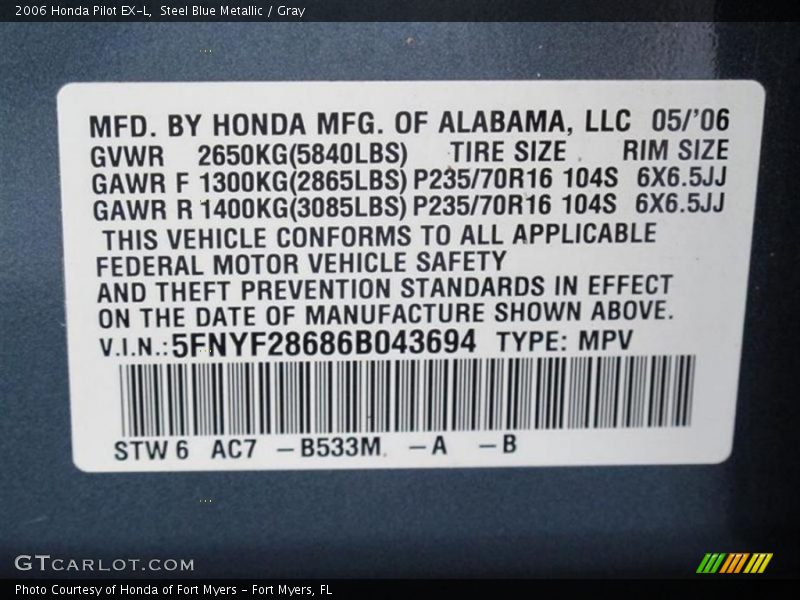 2006 Honda Pilot EX-L, Steel Blue Metallic / Gray
MFD. BY HONDA MFG. OF ALABAMA, LLC 05/'06
GVWR 2650KG(5840LBS) TIRE SIZE RIM SIZE
GAWR F 1300KG(2865LBS) P235/70R16 104S 6X6.5JJ
GAWR R 1400KG(3085LBS) P235/70R16 104S 6X6.5JJ
THIS VEHICLE CONFORMS TO ALL APPLICABLE
FEDERAL MOTOR VEHICLE SAFETY
AND THEFT PREVENTION STANDARDS IN EFFECT
ON THE DATE OF MANUFACTURE SHOWN ABOVE.
V.I.N.:5FNYF28686B043694 TYPE: MPV
STW 6 AC7 – B533M – A – B
GTCARLOT.COM
Photo Courtesy of Honda of Fort Myers - Fort Myers, FL